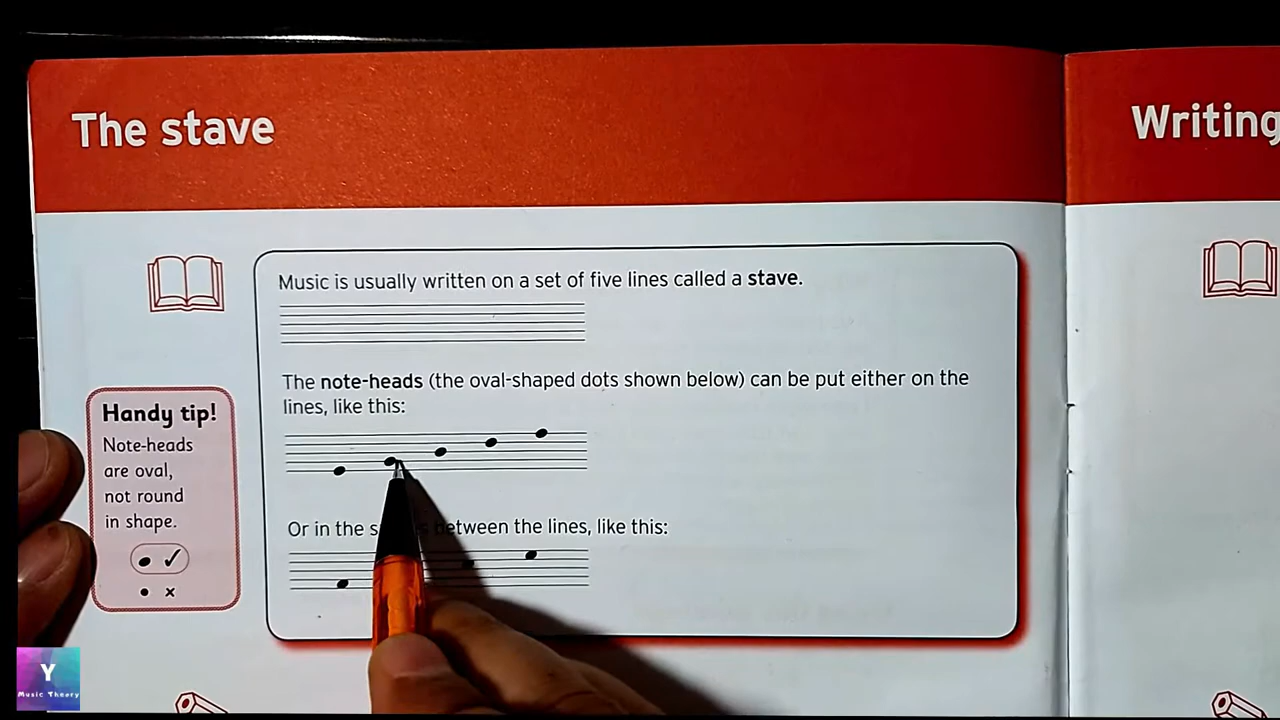 The stave
Writing
Music is usually written on a set of five lines called a stave.
The note-heads (the oval-shaped dots shown below) can be put either on the
lines, like this:
Handy tip!
Note-heads
are oval,
not round
in shape.
Or in the between the lines, like this:
Y
Music Theory